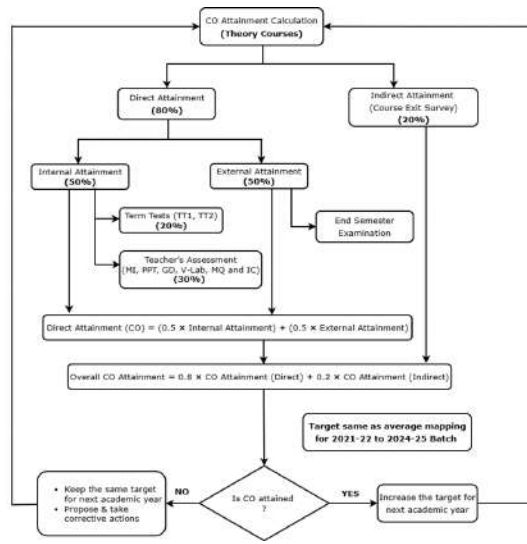 CO Attainment Calculation
(Theory Courses)
Direct Attainment
(80%)
Indirect Attainment
(Course Exit Survey)
(20%)
Internal Attainment
(50%)
External Attainment
(50%)
Term Tests (TT1, TT2)
(20%)
End Semester
Examination
Teacher's Assessment
(MI, PPT, GD, V-Lab, MQ and IC)
(30%)
Direct Attainment (CO) = (0.5 × Internal Attainment) + (0.5 × External Attainment)
Overall CO Attainment = 0.8 × CO Attainment (Direct) + 0.2 × CO Attainment (Indirect)
Target same as average mapping
for 2021-22 to 2024-25 Batch
• Keep the same target
for next academic year
• Propose & take
corrective actions
NO
Is CO attained
?
YES
Increase the target for
next academic year